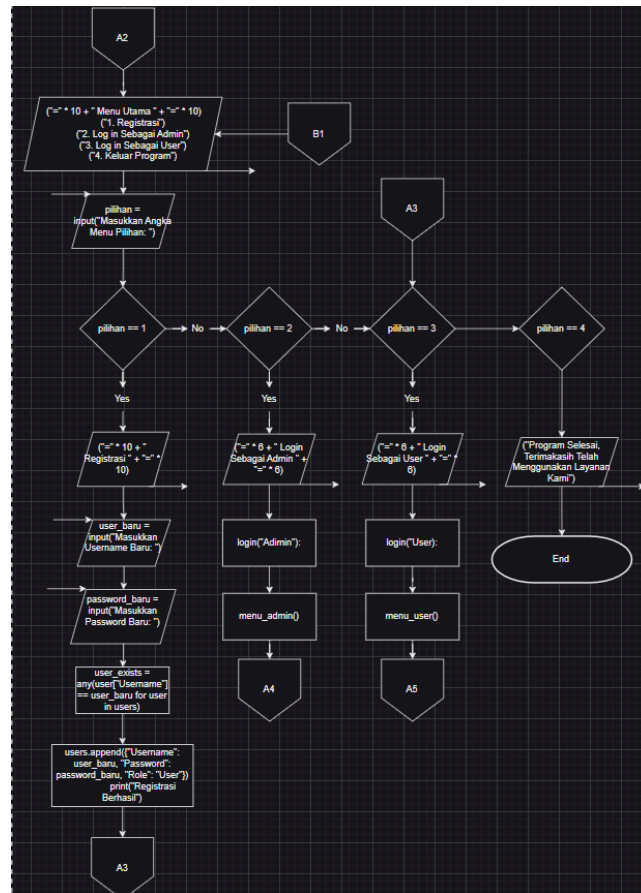 A2
("=" * 10 + " Menu Utama " + "=" * 10)
("1. Registrasi")
("2. Log in Sebagai Admin")
("3. Log in Sebagai User")
("4. Keluar Program")
B1
pilihan =
input("Masukkan Angka
Menu Pilihan: ")
A3
pilihan == 1
No
pilihan == 2
No
pilihan == 3
pilihan == 4
Yes
Yes
Yes
("=" * 10 + "
Registrasi " + "=" *
10)
("=" * 6 + " Login
Sebagai Admin " +
"=" * 6)
("=" * 6 + " Login
Sebagai User " + "=" *
6)
("Program Selesai,
Terimakasih Telah
Menggunakan Layanan
Kami")
user_baru =
input("Masukkan
Username Baru: ")
login("Adimin"):
login("User):
End
password_baru =
input("Masukkan
Password Baru: ")
menu_admin()
menu_user()
user_exists =
any(user["Username"]
== user_baru for user
in users)
A4
A5
users.append({"Username":
user_baru, "Password":
password_baru, "Role": "User"})
print("Registrasi
Berhasil")
A3